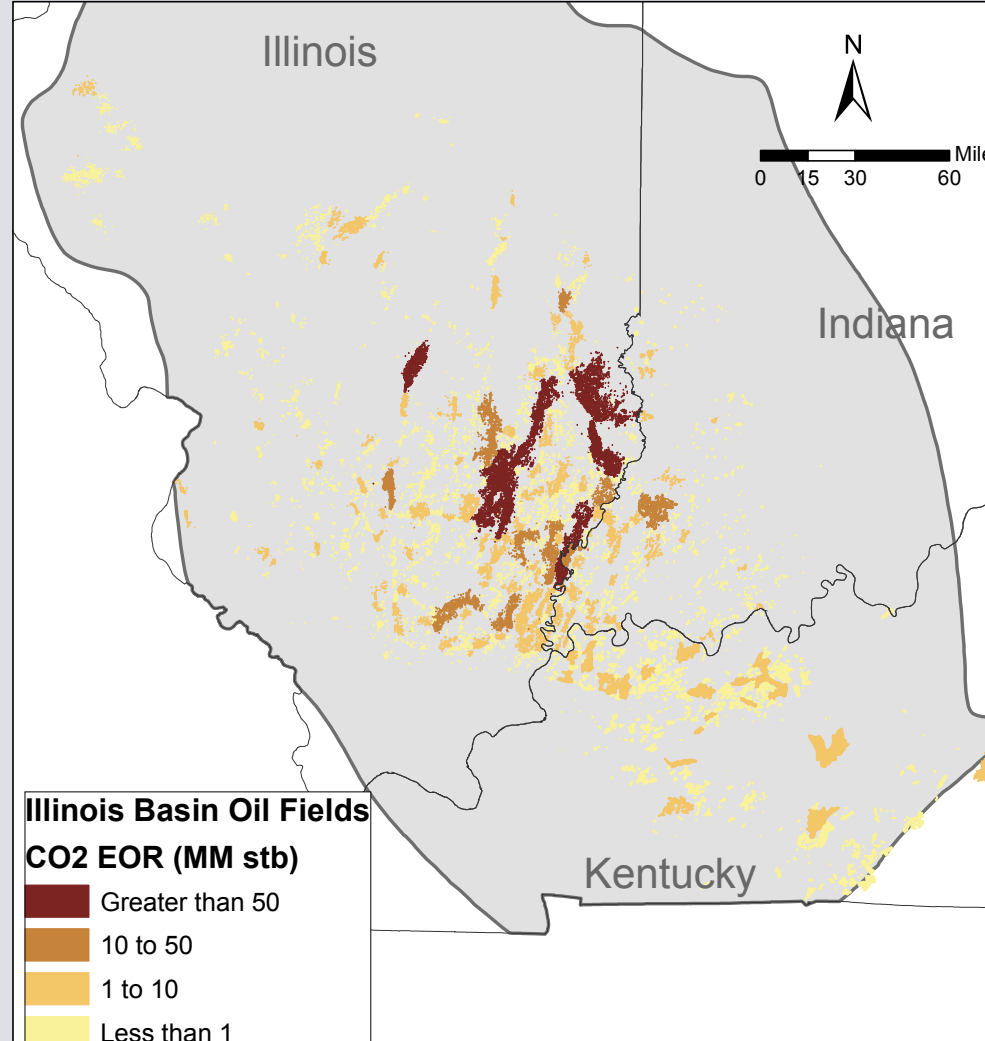 Illinois
N
Mile
0 15 30 60
Indiana
Kentucky
Illinois Basin Oil Fields
CO2 EOR (MM stb)
Greater than 50
10 to 50
1 to 10
Less than 1